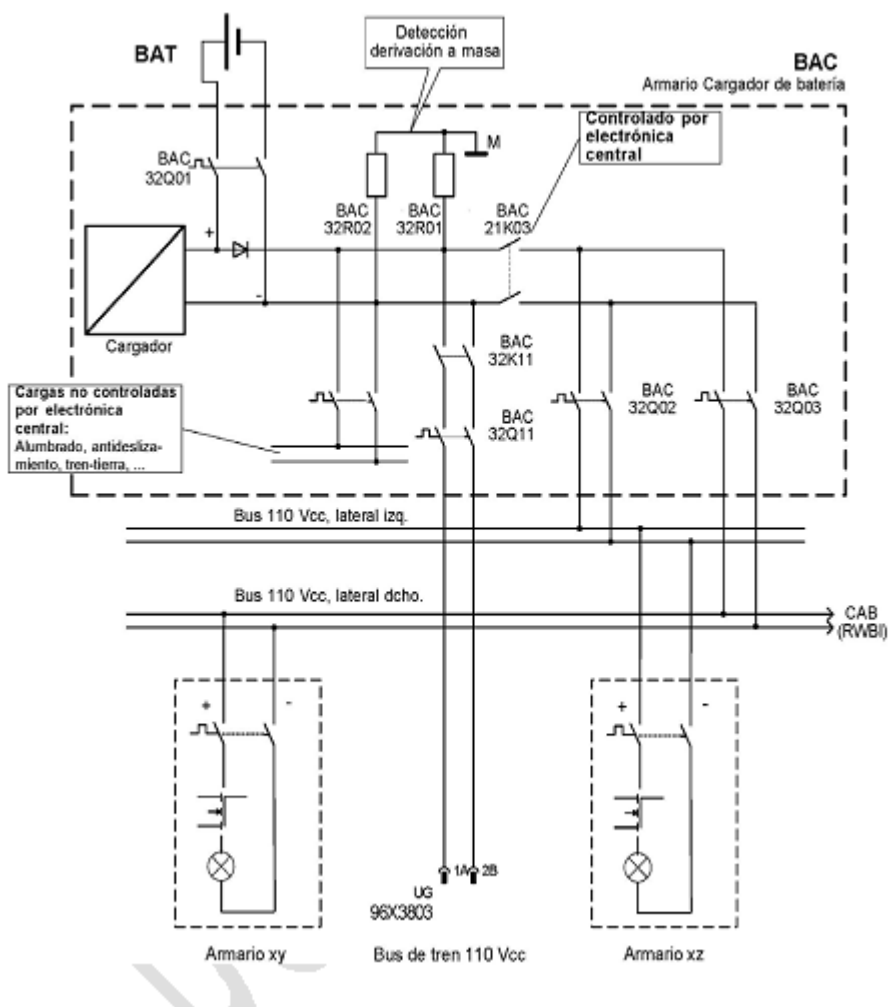 BAT
Detección
derivación a masa
BAC
Armario Cargador de batería
Controlado por
electrónica
central
M
BAC
32Q01
BAC
32R02
BAC
32R01
BAC
21K03
+
-
Cargador
BAC
32K11
Cargas no controladas
por electrónica
central:
Alumbrado, antidesliza-
miento, tren-tierra, ...
BAC
32Q11
BAC
32Q02
BAC
32Q03
Bus 110 Vcc, lateral izq.
Bus 110 Vcc, lateral dcho.
CAB
(RWBI)
+
-
+
-
1A
2B
UG
96X3803
Armario xy
Bus de tren 110 Vcc
Armario xz